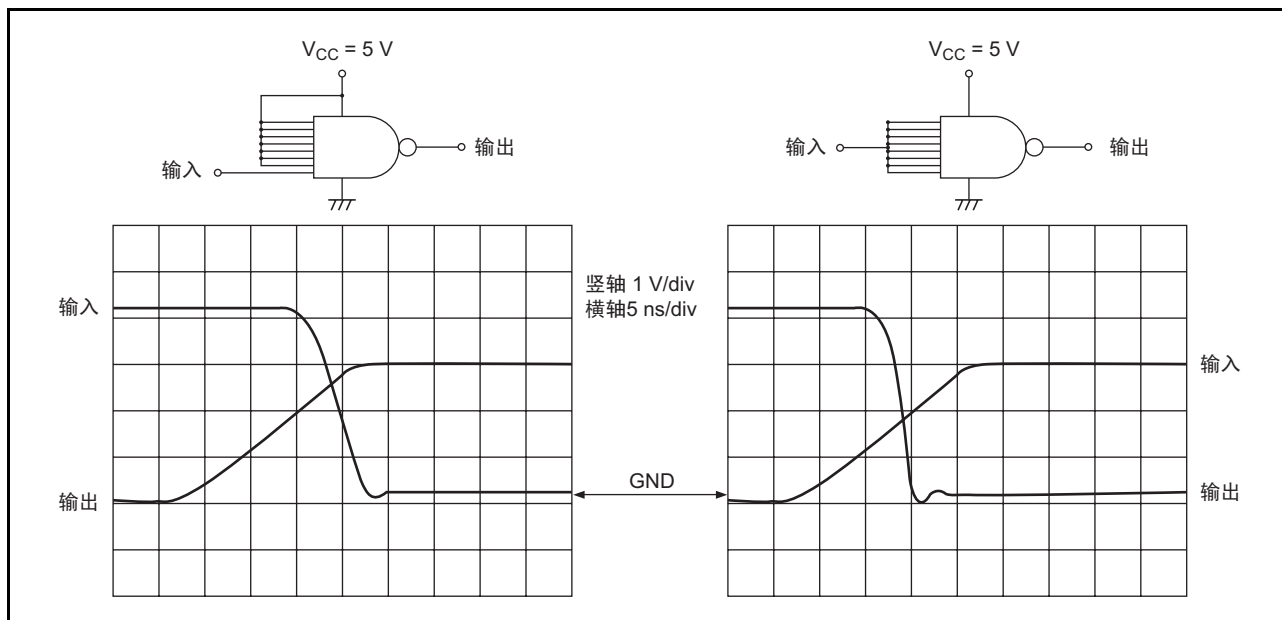 V_CC = 5 V
输入
输出
V_CC = 5 V
输入
输出
输入
输出
竖轴 1 V/div
横轴5 ns/div
GND
输入
输出